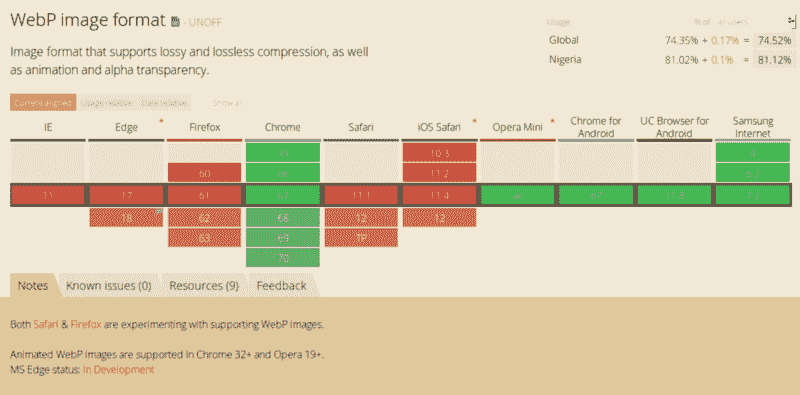 WebP image format - UNOFF
Usage % of all users
Image format that supports lossy and lossless compression, as well
as animation and alpha transparency.
Global 74.35% + 0.17% = 74.52%
Nigeria 81.02% + 0.1% = 81.12%
Current aligned Usage relative Date relative Show all
IE Edge Firefox Chrome Safari iOS Safari Opera Mini Chrome for Android UC Browser for Android Samsung Internet
49 10.3 4
60 66 11.2 6.2
11 17 61 67 11.1 11.4 67 11.8 7.2
18 62 68 12 12
63 69 TP
70
Notes Known issues (0) Resources (9) Feedback
Both Safari & Firefox are experimenting with supporting WebP images.
Animated WebP images are supported in Chrome 32+ and Opera 19+.
MS Edge status: In Development